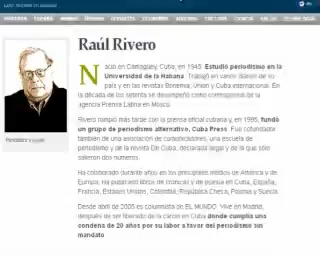 Raúl Rivero
Nació en Camagüey, Cuba, en 1945. Estudió periodismo en la
Universidad de la Habana. Trabajó en varios diarios de su
país y en las revistas Bohemia, Unión y Cuba Internacional. En
la década de los setenta se desempeñó como corresponsal de la
agencia Prensa Latina en Moscú.
Rivero rompió más tarde con la prensa oficial cubana y, en 1995,
fundó un grupo de periodismo alternativo, Cuba Press. Fue cofundador
también de una asociación de comunicadores, una escuela de
periodismo y de la revista De Cuba, declarada ilegal y de la que sólo
salieron dos números.
Ha colaborado durante años en los principales medios de América y de
Europa. Ha publicado libros de crónicas y de poesía en Cuba, España,
Francia, Estados Unidos, Colombia, República Checa, Polonia y Suecia.
Desde abril de 2005 es columnista de EL MUNDO. Vive en Madrid,
después de ser liberado de la cárcel en Cuba donde cumplía una
condena de 20 años por su labor a favor del periodismo sin
mandato